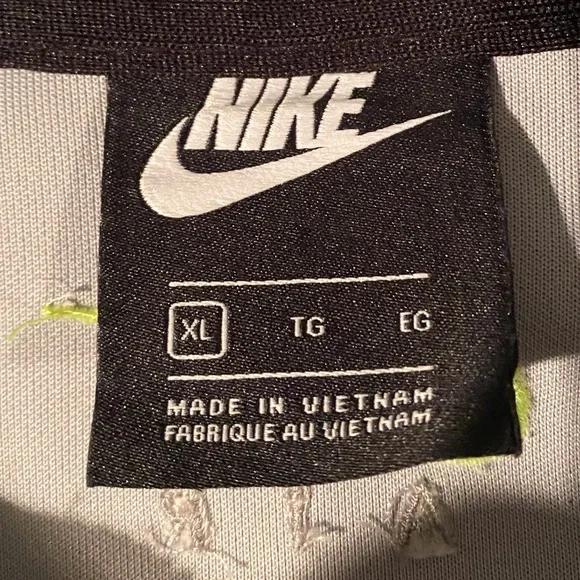 NIKE
XL TG EG
MADE IN VIETNAM
FABRIQUE AU VIETNAM